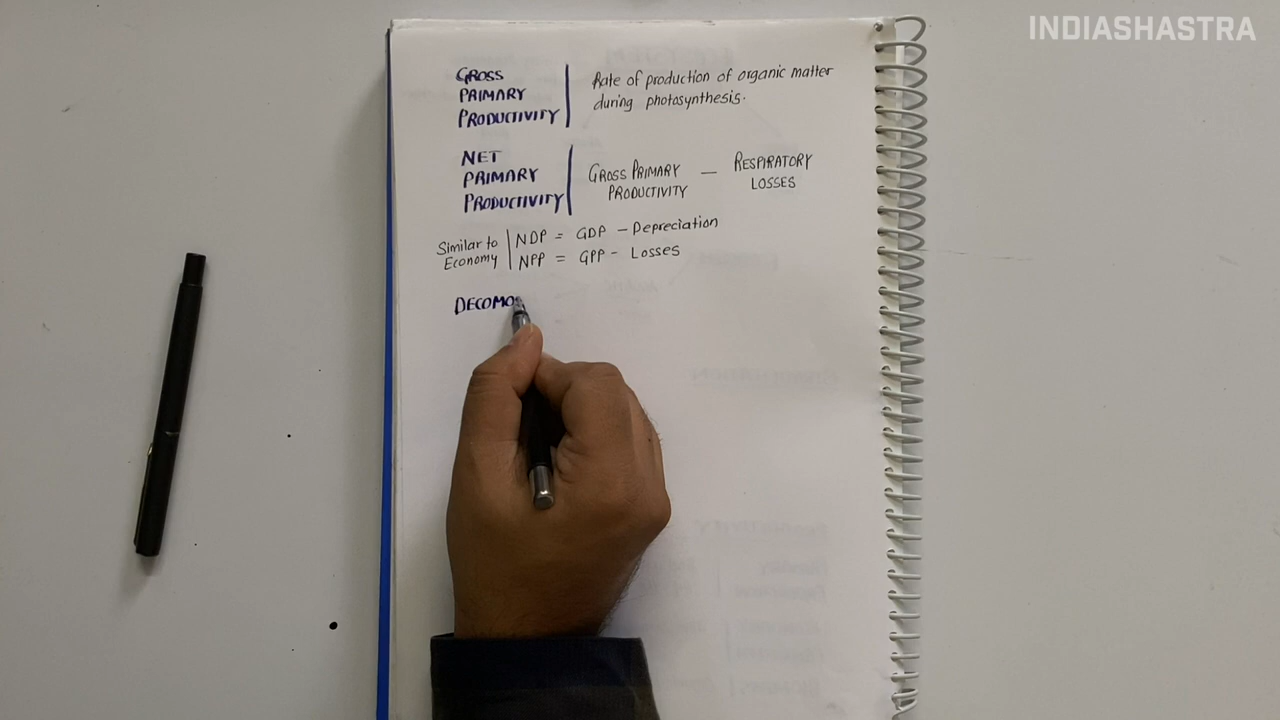 INDIASHASTRA
GROSS
PRIMARY
PRODUCTIVITY
Rate of production of organic matter
during photosynthesis.
NET
PRIMARY
PRODUCTIVITY
GROSS PRIMARY
PRODUCTIVITY
—
RESPIRATORY
LOSSES
Similar to
Economy
NDP = GDP - Depreciation
NPP = GPP - Losses